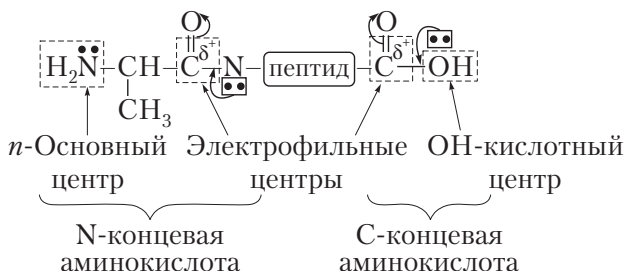 O O
H₂N–CH–C δ⁺ –N– пептид –C δ⁺ –OH
CH₃
n-Основный центр
Электрофильные центры
OH-кислотный центр
N-концевая аминокислота
C-концевая аминокислота